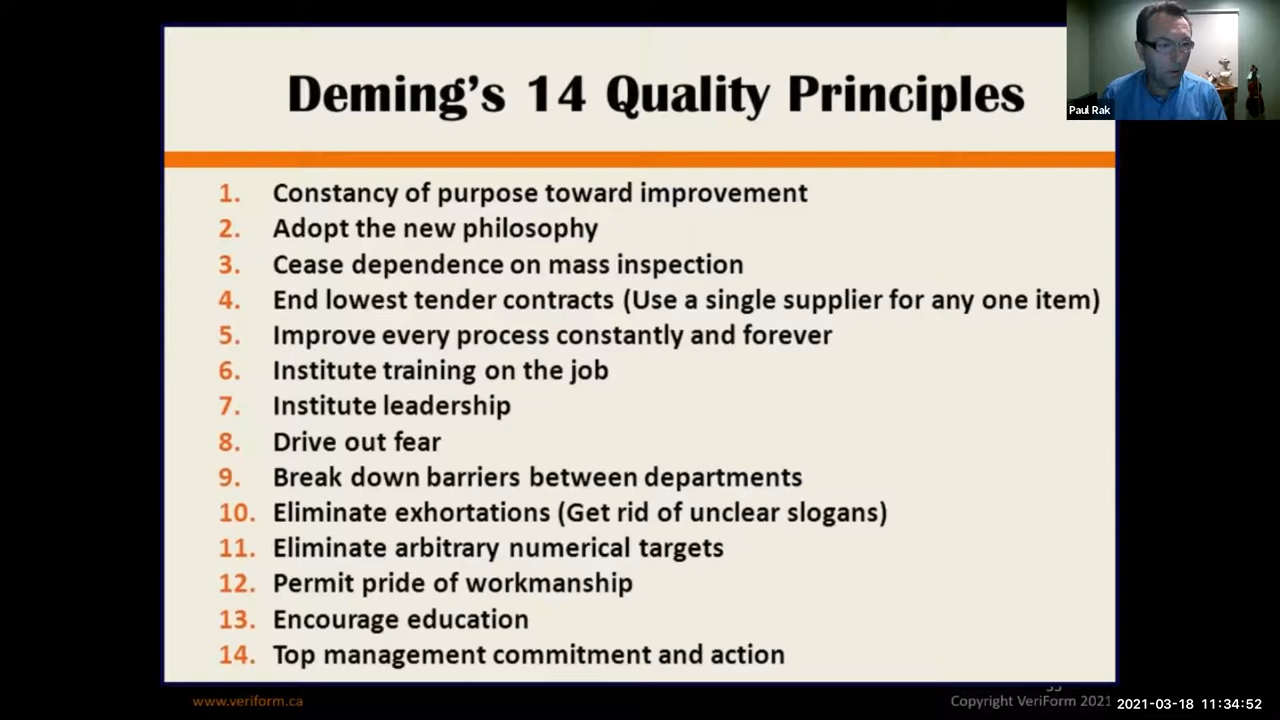 Deming's 14 Quality Principles
Paul Rak
1. Constancy of purpose toward improvement
2. Adopt the new philosophy
3. Cease dependence on mass inspection
4. End lowest tender contracts (Use a single supplier for any one item)
5. Improve every process constantly and forever
6. Institute training on the job
7. Institute leadership
8. Drive out fear
9. Break down barriers between departments
10. Eliminate exhortations (Get rid of unclear slogans)
11. Eliminate arbitrary numerical targets
12. Permit pride of workmanship
13. Encourage education
14. Top management commitment and action
www.veriform.ca
Copyright VeriForm 2021
2021-03-18 11:34:52